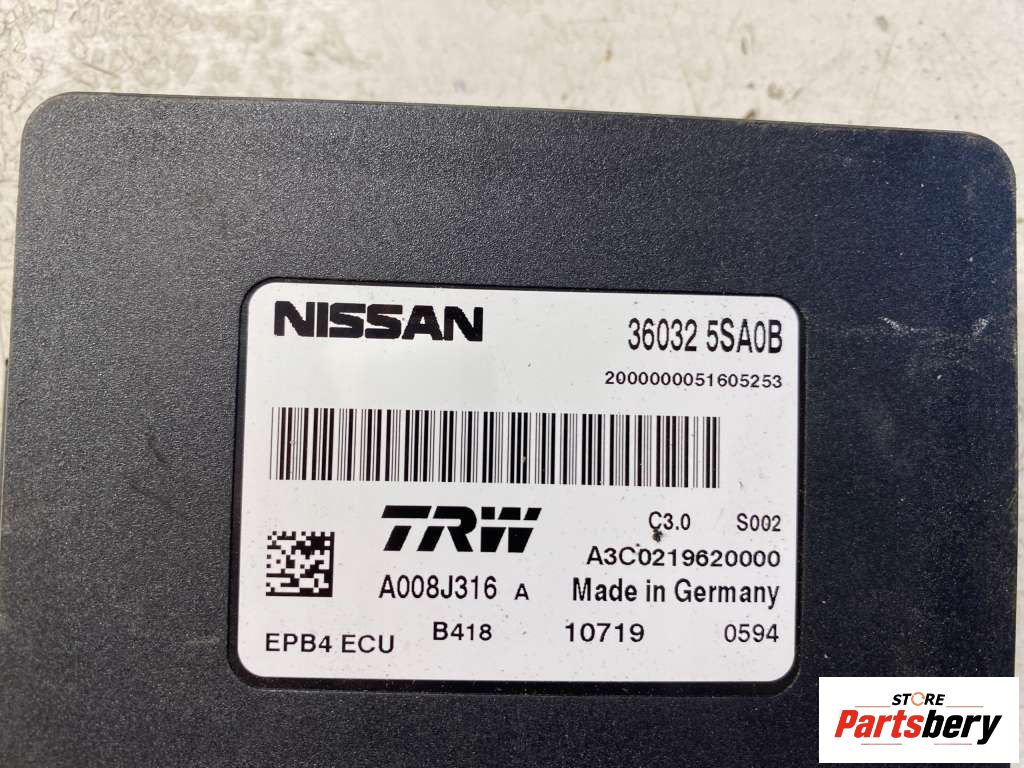 NISSAN 36032 5SA0B
2000000051605253
TRW C3.0 S002
A3C0219620000
A008J316 A Made in Germany
EPB4 ECU B418 10719 0594
STORE
Partsbery